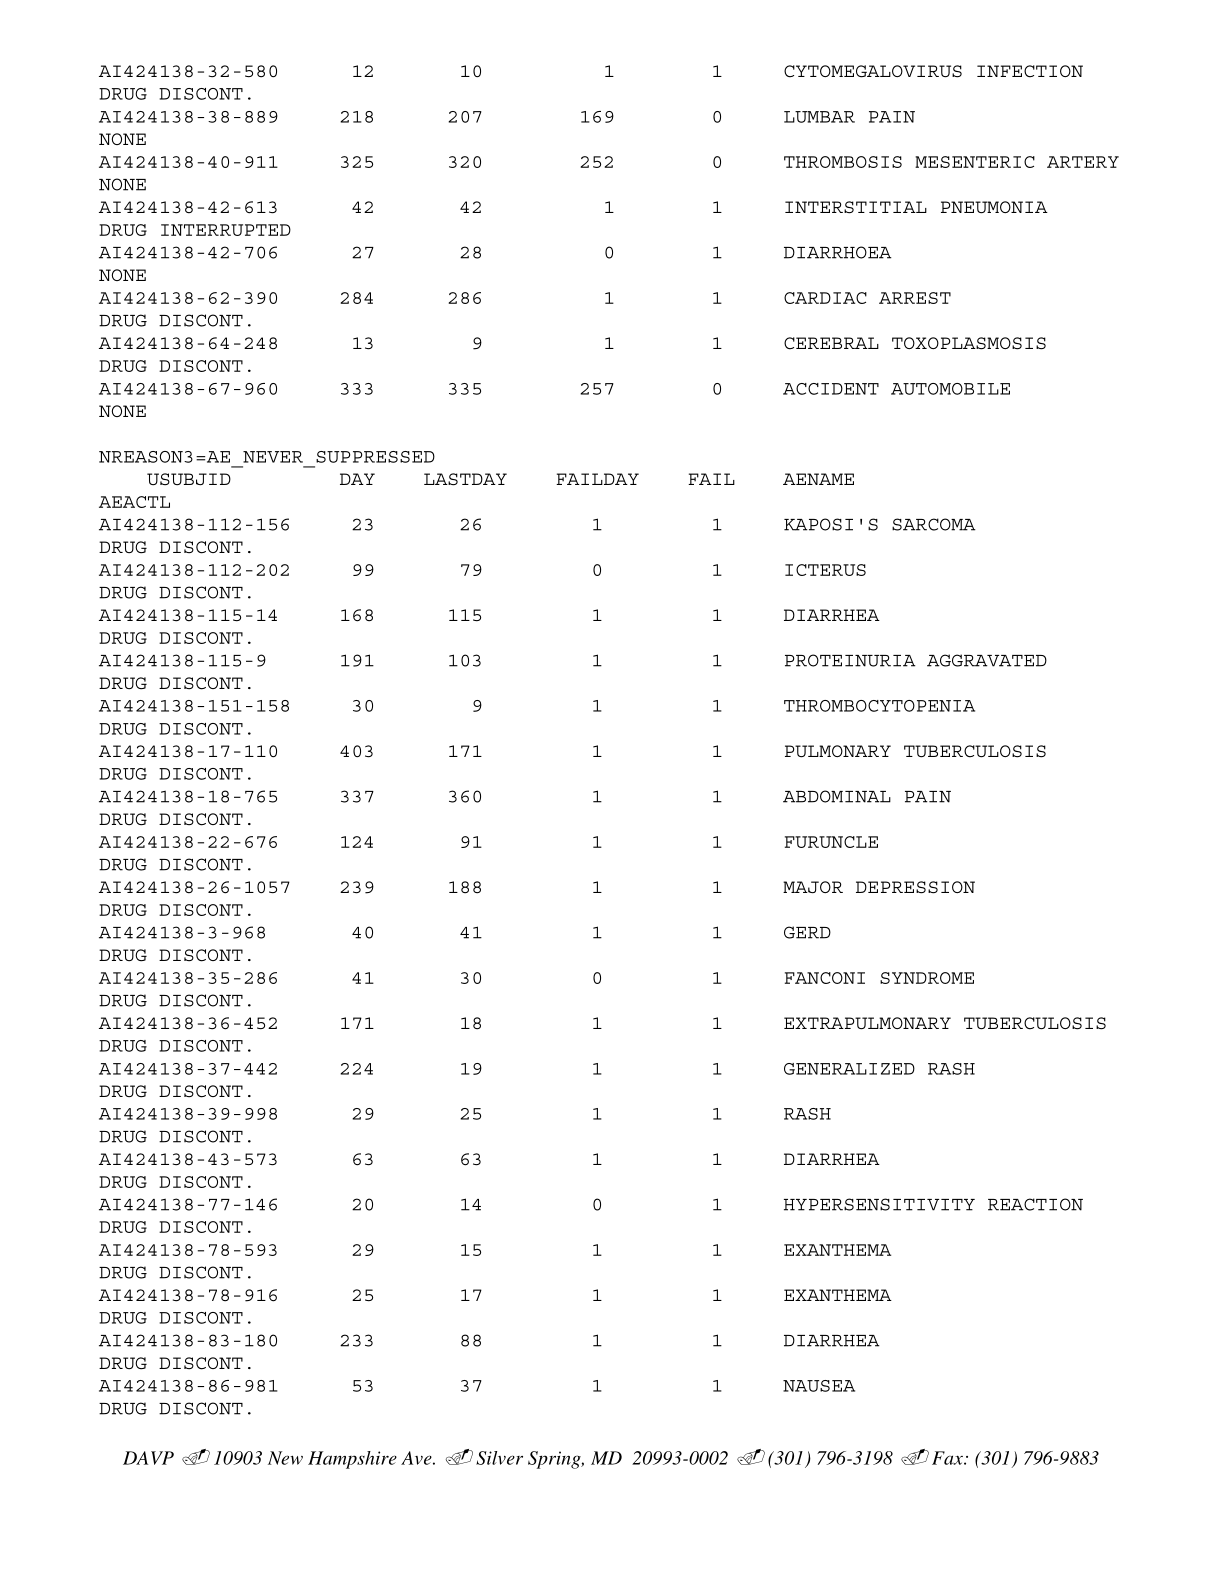 AI424138-32-580 12 10 1 1 CYTOMEGALOVIRUS INFECTION
DRUG DISCONT.
AI424138-38-889 218 207 169 0 LUMBAR PAIN
NONE
AI424138-40-911 325 320 252 0 THROMBOSIS MESENTERIC ARTERY
NONE
AI424138-42-613 42 42 1 1 INTERSTITIAL PNEUMONIA
DRUG INTERRUPTED
AI424138-42-706 27 28 0 1 DIARRHOEA
NONE
AI424138-62-390 284 286 1 1 CARDIAC ARREST
DRUG DISCONT.
AI424138-64-248 13 9 1 1 CEREBRAL TOXOPLASMOSIS
DRUG DISCONT.
AI424138-67-960 333 335 257 0 ACCIDENT AUTOMOBILE
NONE
NREASON3=AE_NEVER_SUPPRESSED
USUBJID DAY LASTDAY FAILDAY FAIL AENAME
AEACTL
AI424138-112-156 23 26 1 1 KAPOSI'S SARCOMA
DRUG DISCONT.
AI424138-112-202 99 79 0 1 ICTERUS
DRUG DISCONT.
AI424138-115-14 168 115 1 1 DIARRHEA
DRUG DISCONT.
AI424138-115-9 191 103 1 1 PROTEINURIA AGGRAVATED
DRUG DISCONT.
AI424138-151-158 30 9 1 1 THROMBOCYTOPENIA
DRUG DISCONT.
AI424138-17-110 403 171 1 1 PULMONARY TUBERCULOSIS
DRUG DISCONT.
AI424138-18-765 337 360 1 1 ABDOMINAL PAIN
DRUG DISCONT.
AI424138-22-676 124 91 1 1 FURUNCLE
DRUG DISCONT.
AI424138-26-1057 239 188 1 1 MAJOR DEPRESSION
DRUG DISCONT.
AI424138-3-968 40 41 1 1 GERD
DRUG DISCONT.
AI424138-35-286 41 30 0 1 FANCONI SYNDROME
DRUG DISCONT.
AI424138-36-452 171 18 1 1 EXTRAPULMONARY TUBERCULOSIS
DRUG DISCONT.
AI424138-37-442 224 19 1 1 GENERALIZED RASH
DRUG DISCONT.
AI424138-39-998 29 25 1 1 RASH
DRUG DISCONT.
AI424138-43-573 63 63 1 1 DIARRHEA
DRUG DISCONT.
AI424138-77-146 20 14 0 1 HYPERSENSITIVITY REACTION
DRUG DISCONT.
AI424138-78-593 29 15 1 1 EXANTHEMA
DRUG DISCONT.
AI424138-78-916 25 17 1 1 EXANTHEMA
DRUG DISCONT.
AI424138-83-180 233 88 1 1 DIARRHEA
DRUG DISCONT.
AI424138-86-981 53 37 1 1 NAUSEA
DRUG DISCONT.
DAVP 10903 New Hampshire Ave. Silver Spring, MD 20993-0002 (301) 796-3198 Fax: (301) 796-9883